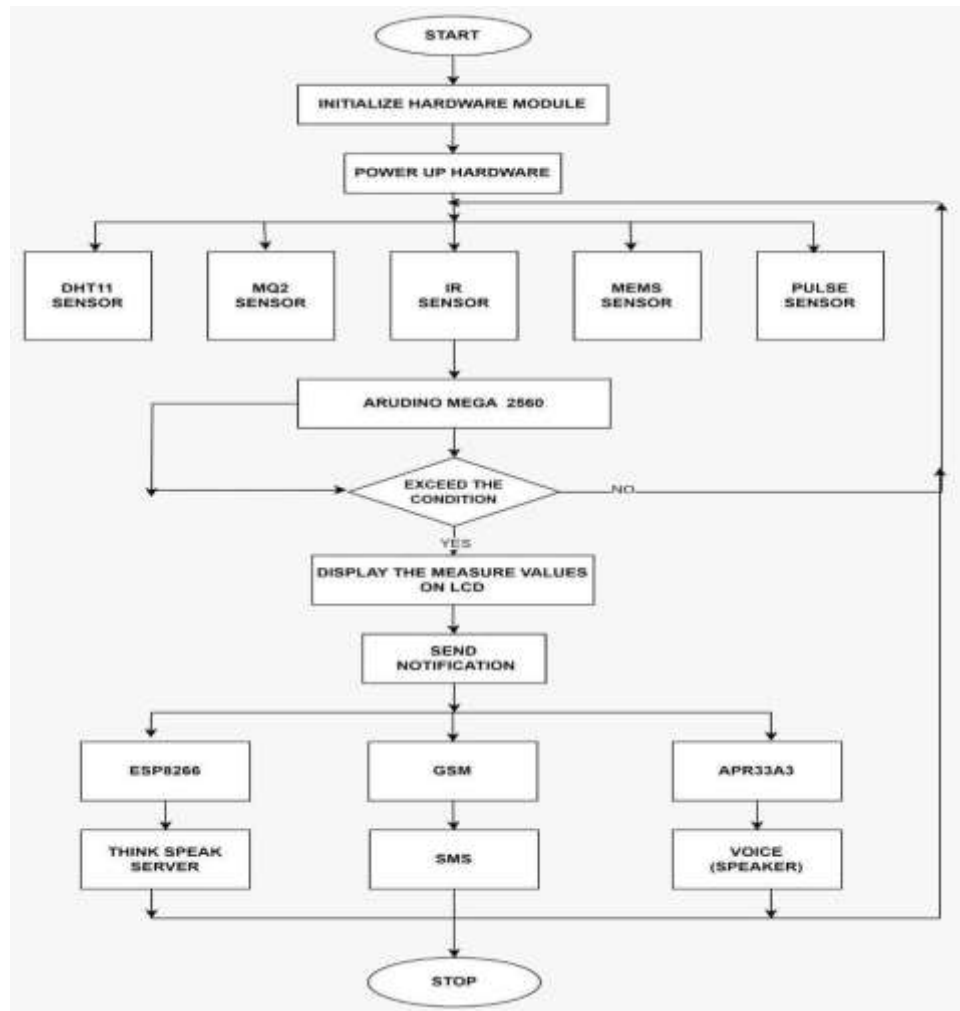 START
INITIALIZE HARDWARE MODULE
POWER UP HARDWARE
DHT11
SENSOR
MQ2
SENSOR
IR
SENSOR
MEMS
SENSOR
PULSE
SENSOR
ARUDINO MEGA 2560
EXCEED THE
CONDITION
NO
YES
DISPLAY THE MEASURE VALUES
ON LCD
SEND
NOTIFICATION
ESP8266
GSM
APR33A3
THINK SPEAK
SERVER
SMS
VOICE
(SPEAKER)
STOP